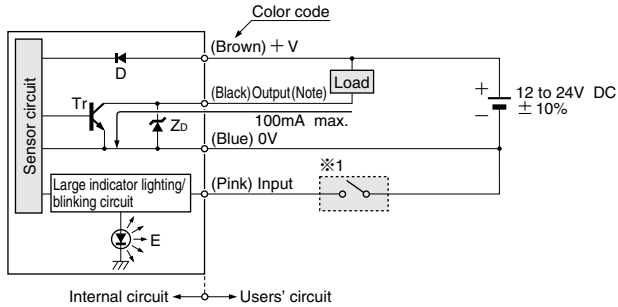 Color code
(Brown) + V
D
Sensor circuit
Tr
(Black) Output (Note)
Load
ZD
100mA max.
(Blue) 0V
+
−
12 to 24V DC
± 10%
※1
Large indicator lighting/
blinking circuit
(Pink) Input
E
Internal circuit
Users' circuit